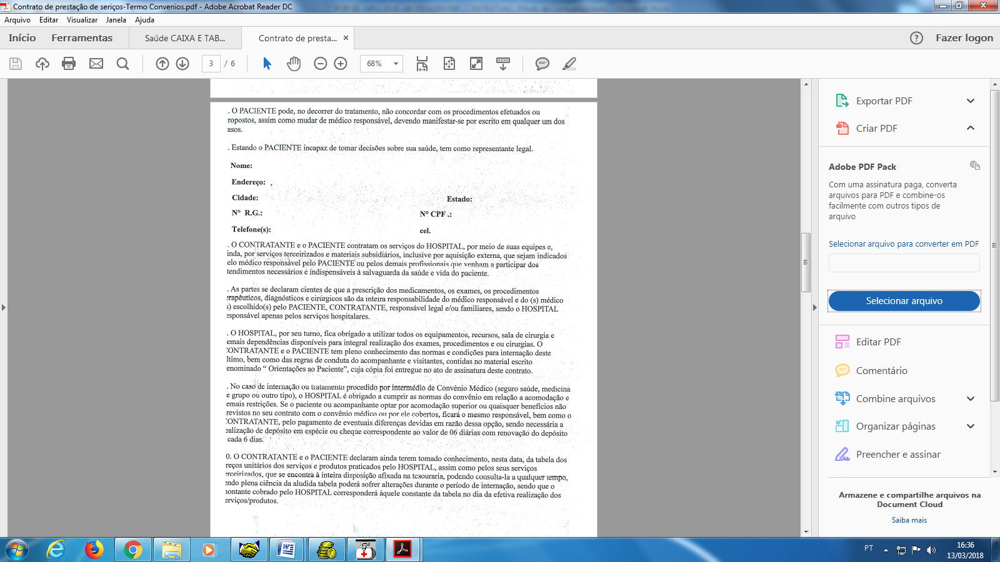 Contrato de prestação de seriços-Termo Convenios.pdf - Adobe Acrobat Reader DC
Arquivo Editar Visualizar Janela Ajuda
Início Ferramentas Saúde CAIXA E TAB... Contrato de presta... Fazer logon
3 / 6 68%
. O PACIENTE pode, no decorrer do tratamento, não concordar com os procedimentos efetuados ou
ropostos, assim como mudar de médico responsável, devendo manifestar-se por escrito em qualquer um dos
asos.
. Estando o PACIENTE incapaz de tomar decisões sobre sua saúde, tem como representante legal.
Nome:
Endereço: ,
Cidade: Estado:
Nº R.G.: Nº CPF .:
Telefone(s): cel.
. O CONTRATANTE e o PACIENTE contratam os serviços do HOSPITAL, por meio de suas equipes e,
inda, por serviços terceirizados e materiais subsidiários, inclusive por aquisição externa, que sejam indicados
elo médico responsável pelo PACIENTE ou pelos demais profissionais que venham a participar dos
tendimentos necessários e indispensáveis à salvaguarda da saúde e vida do paciente.
. As partes se declaram cientes de que a prescrição dos medicamentos, os exames, os procedimentos
erapêuticos, diagnósticos e cirúrgicos são da inteira responsabilidade do médico responsável e do (s) médico
s) escolhido(s) pelo PACIENTE, CONTRATANTE, responsável legal e/ou familiares, sendo o HOSPITAL
esponsável apenas pelos serviços hospitalares.
. O HOSPITAL, por seu turno, fica obrigado a utilizar todos os equipamentos, recursos, sala de cirurgia e
emais dependências disponíveis para integral realização dos exames, procedimentos e ou cirurgias. O
CONTRATANTE e o PACIENTE tem pleno conhecimento das normas e condições para internação deste
ltimo, bem como das regras de conduta do acompanhante e visitantes, contidas no material escrito
enominado “ Orientações ao Paciente”, cuja cópia foi entregue no ato de assinatura deste contrato.
. No caso de internação ou tratamento procedido por intermédio de Convênio Médico (seguro saúde, medicina
e grupo ou outro tipo), o HOSPITAL é obrigado a cumprir as normas do convênio em relação a acomodação e
emais restrições. Se o paciente ou acompanhante optar por acomodação superior ou quaisquer benefícios não
revistos no seu contrato com o convênio médico ou por ele cobertos, ficará o mesmo responsável, bem como o
CONTRATANTE, pelo pagamento de eventuais diferenças devidas em razão dessa opção, sendo necessária a
ealização de depósito em espécie ou cheque correspondente ao valor de 06 diárias com renovação do depósito
cada 6 dias.
0. O CONTRATANTE e o PACIENTE declaram ainda terem tomado conhecimento, nesta data, da tabela dos
reços unitários dos serviços e produtos praticados pelo HOSPITAL, assim como pelos seus serviços
erceirizados, que se encontra à inteira disposição afixada na tesouraria, podendo consulta-la a qualquer tempo,
endo plena ciência da aludida tabela poderá sofrer alterações durante o período de internação, sendo que o
nontante cobrado pelo HOSPITAL corresponderá àquele constante da tabela no dia da efetiva realização dos
erviços/produtos.
Exportar PDF
Criar PDF
Adobe PDF Pack
Com uma assinatura paga, converta
arquivos para PDF e combine-os
facilmente com outros tipos de
arquivo
Selecionar arquivo para converter em PDF
Selecionar arquivo
Editar PDF
Comentário
Combine arquivos
Organizar páginas
Preencher e assinar
Armazene e compartilhe arquivos na
Document Cloud
Saiba mais
PT 16:36
13/03/2018